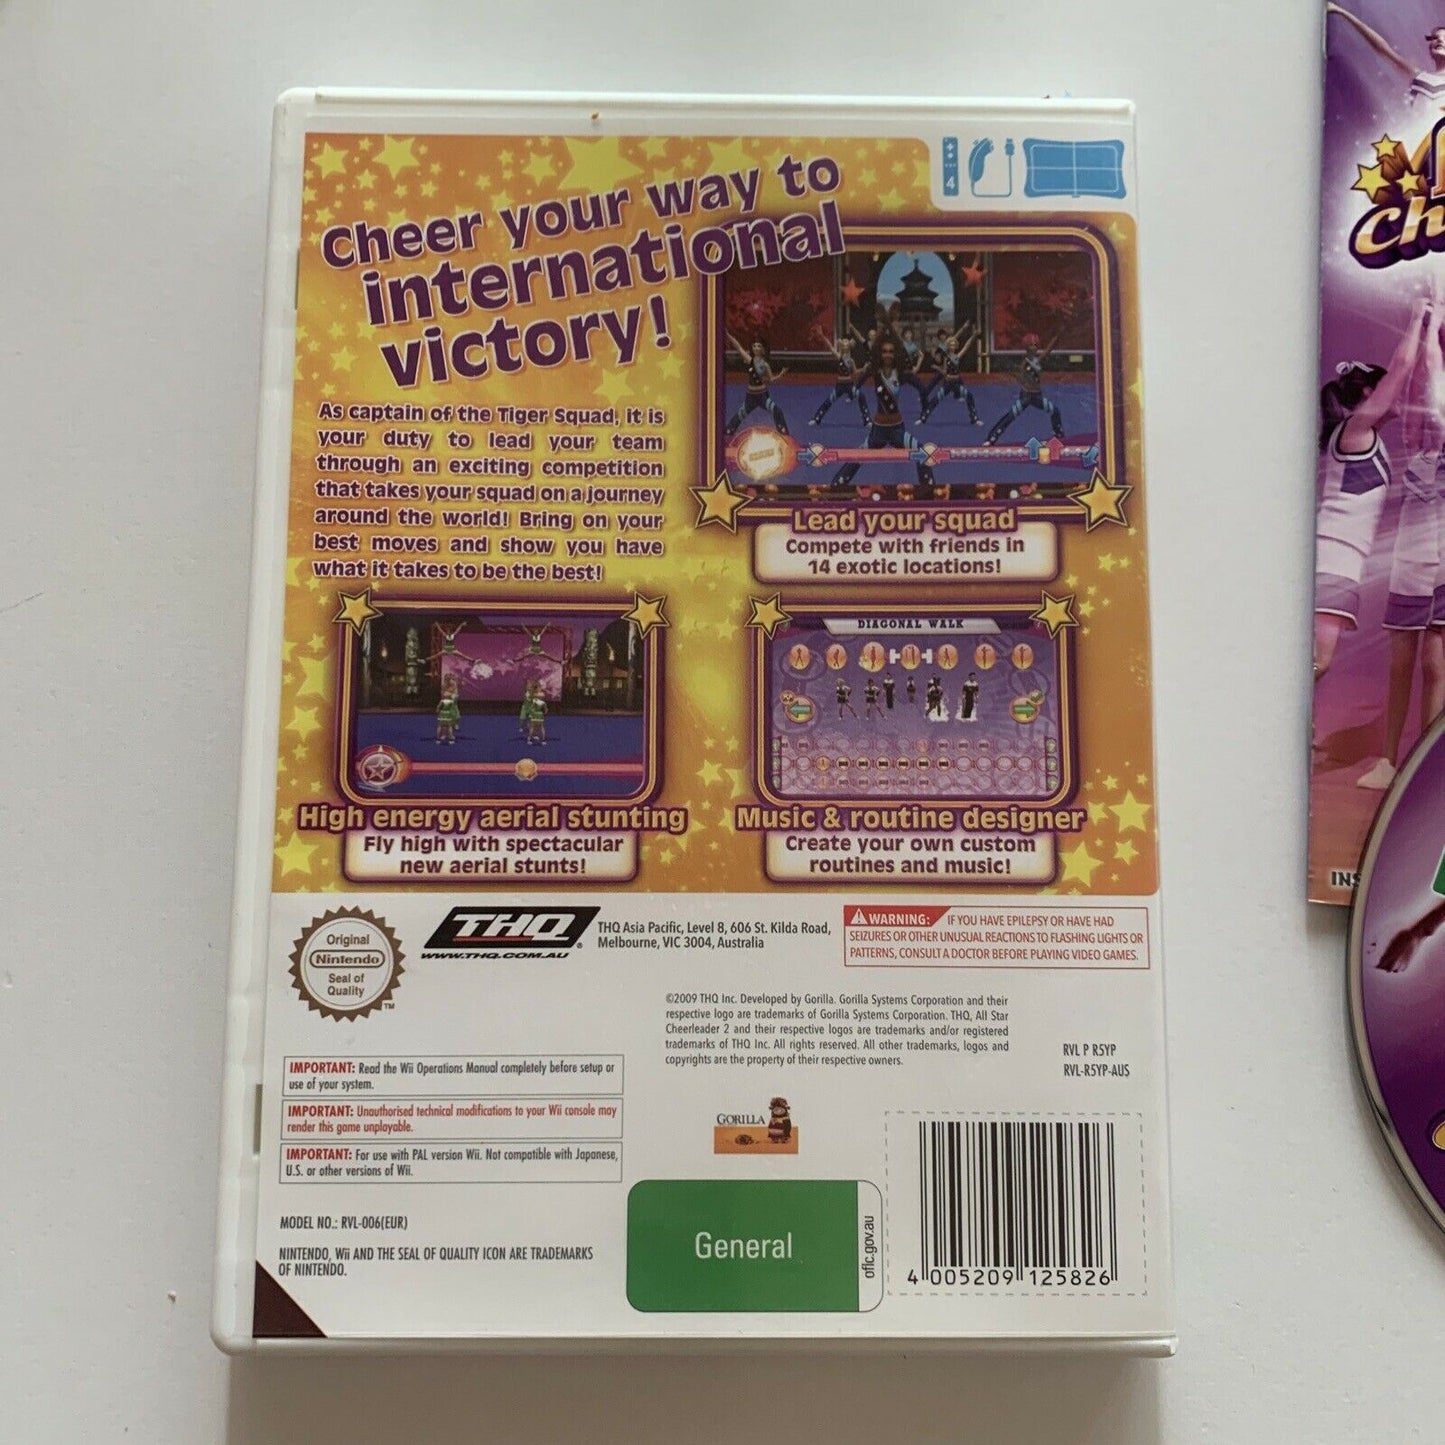 Cheer your way to
international
victory!
4
As captain of the Tiger Squad, it is
your duty to lead your team
through an exciting competition
that takes your squad on a journey
around the world! Bring on your
best moves and show you have
what it takes to be the best!
Lead your squad
Compete with friends in
14 exotic locations!
DIAGONAL WALK
High energy aerial stunting
Fly high with spectacular
new aerial stunts!
Music & routine designer
Create your own custom
routines and music!
Original
Nintendo
Seal of
Quality
TM
THQ
WWW.THQ.COM.AU
THQ Asia Pacific, Level 8, 606 St. Kilda Road,
Melbourne, VIC 3004, Australia
WARNING: IF YOU HAVE EPILEPSY OR HAVE HAD
SEIZURES OR OTHER UNUSUAL REACTIONS TO FLASHING LIGHTS OR
PATTERNS, CONSULT A DOCTOR BEFORE PLAYING VIDEO GAMES.
©2009 THQ Inc. Developed by Gorilla. Gorilla Systems Corporation and their
respective logo are trademarks of Gorilla Systems Corporation. THQ, All Star
Cheerleader 2 and their respective logos are trademarks and/or registered
trademarks of THQ Inc. All rights reserved. All other trademarks, logos and
copyrights are the property of their respective owners.
RVL P R5YP
RVL-R5YP-AUS
IMPORTANT: Read the Wii Operations Manual completely before setup or
use of your system.
IMPORTANT: Unauthorised technical modifications to your Wii console may
render this game unplayable.
IMPORTANT: For use with PAL version Wii. Not compatible with Japanese,
U.S. or other versions of Wii.
MODEL NO.: RVL-006(EUR)
NINTENDO, Wii AND THE SEAL OF QUALITY ICON ARE TRADEMARKS
OF NINTENDO.
GORILLA
General
oflc.gov.au
4 005209 125826
Ch
INS